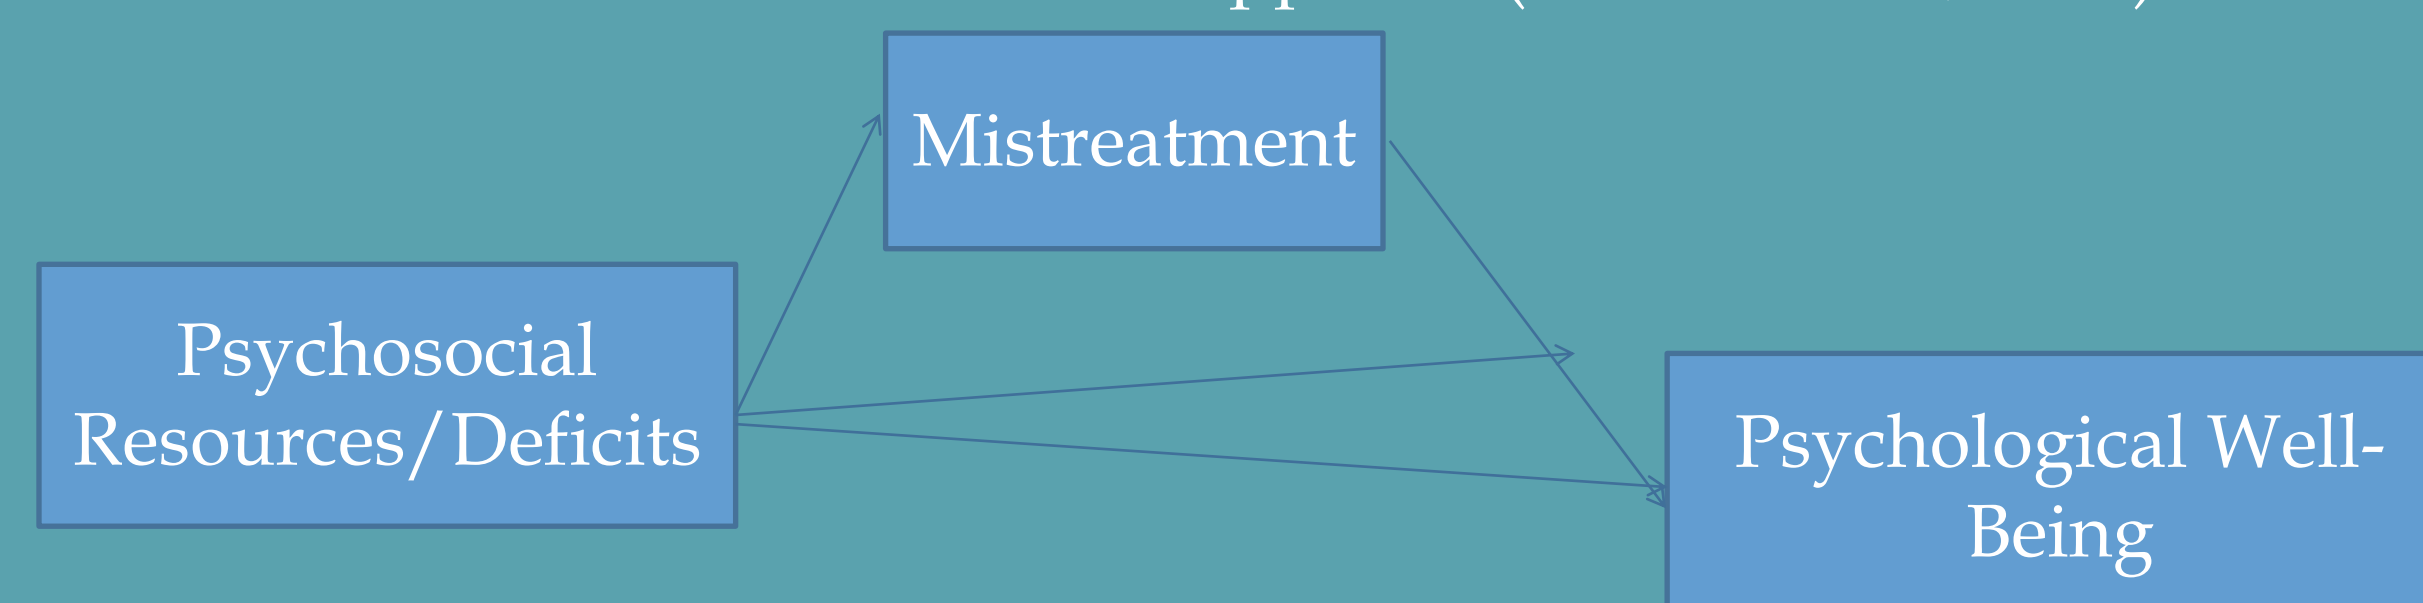 Mistreatment
Psychosocial
Resources/Deficits
Psychological Well-
Being